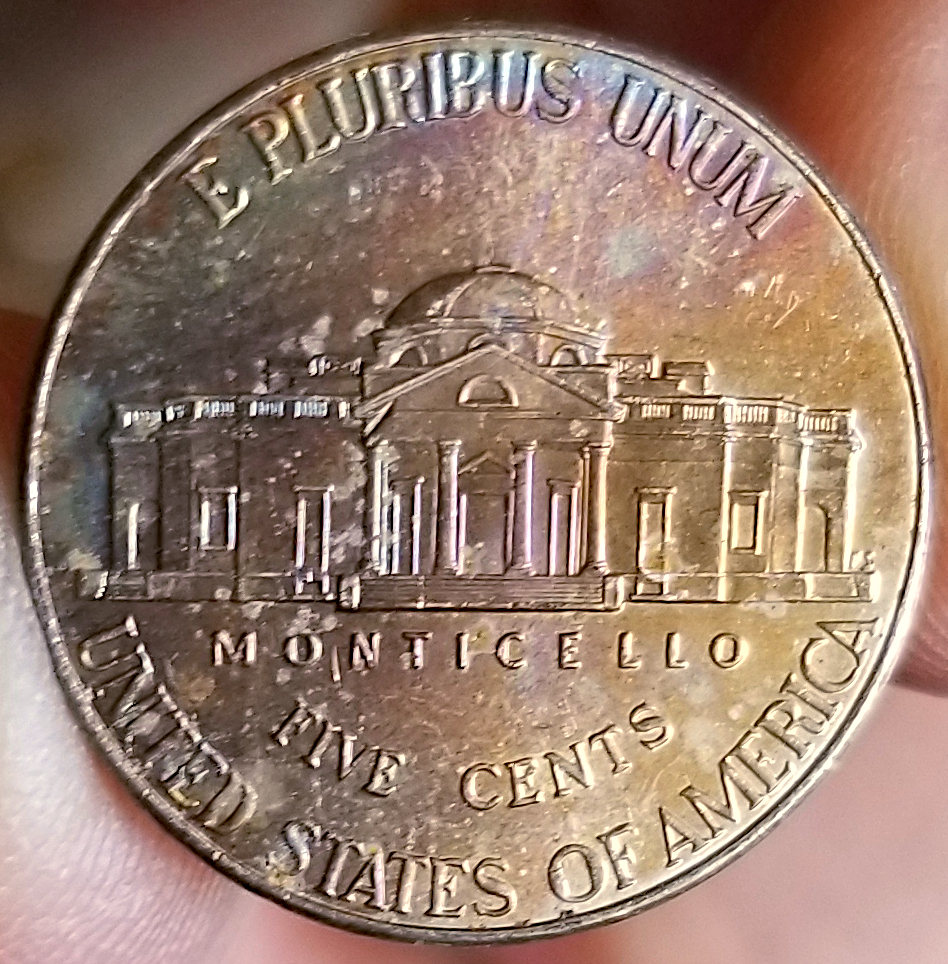 E PLURIBUS UNUM
MONTICELLO
FIVE CENTS
UNITED STATES OF AMERICA